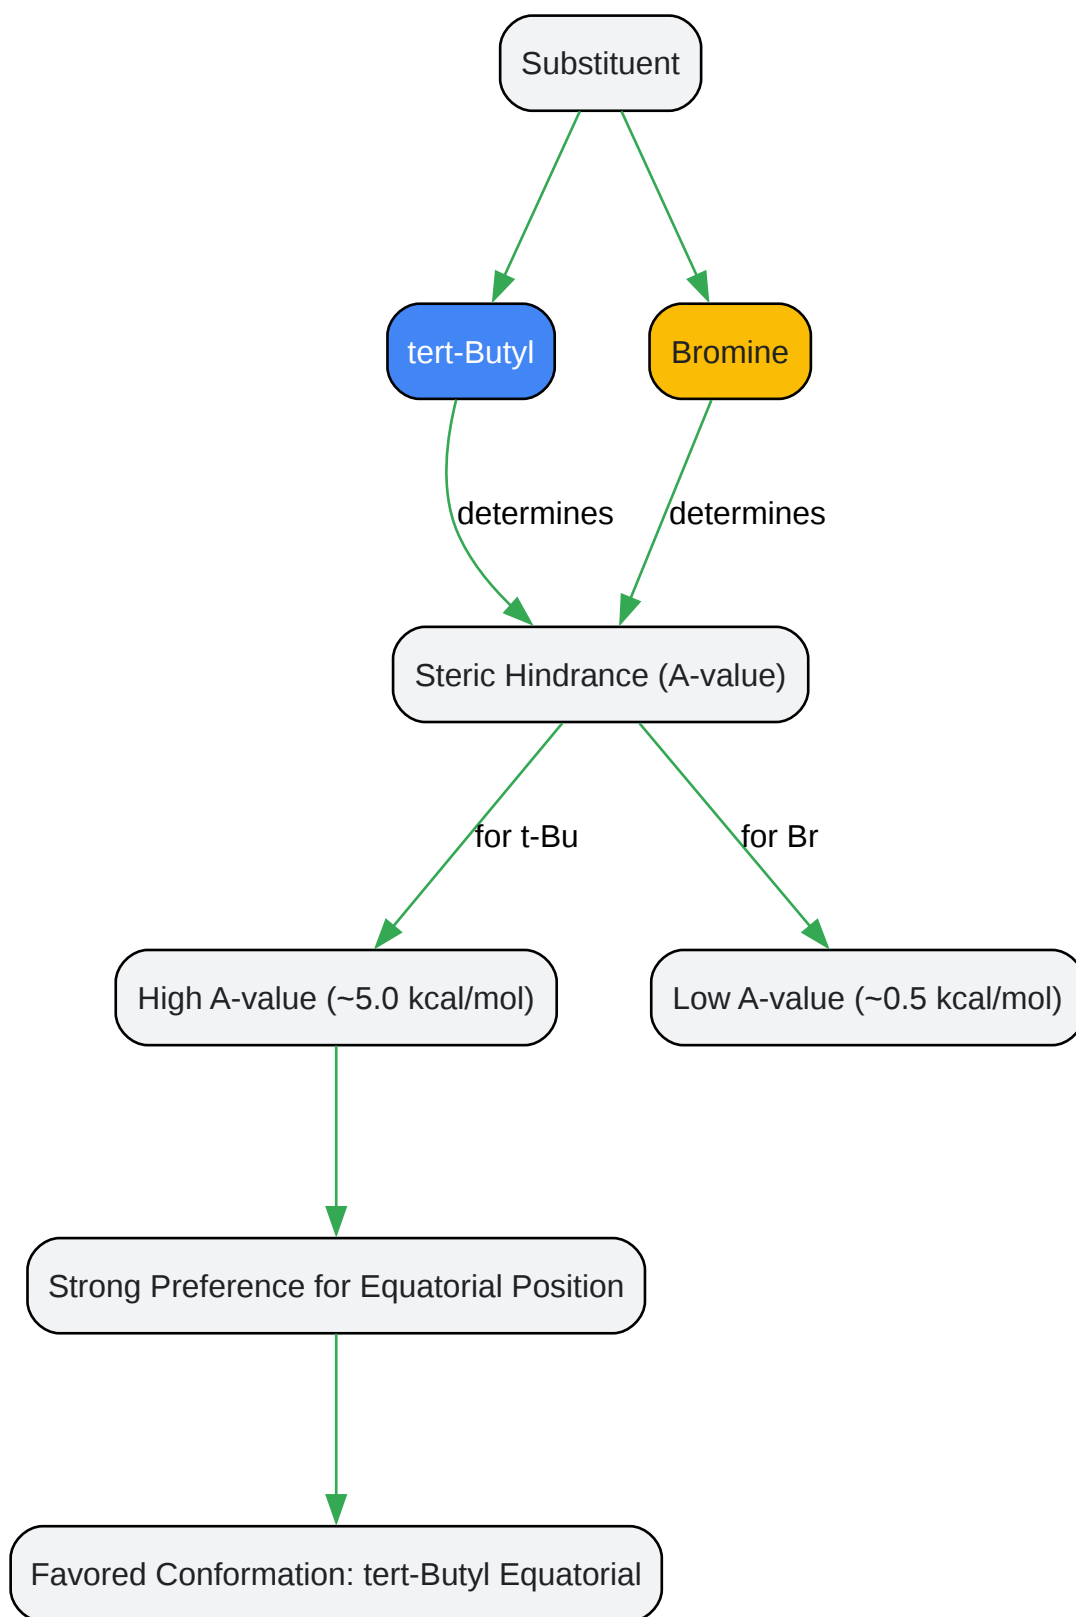 Substituent
tert-Butyl
Bromine
determines
determines
Steric Hindrance (A-value)
for t-Bu
for Br
High A-value (~5.0 kcal/mol)
Low A-value (~0.5 kcal/mol)
Strong Preference for Equatorial Position
Favored Conformation: tert-Butyl Equatorial